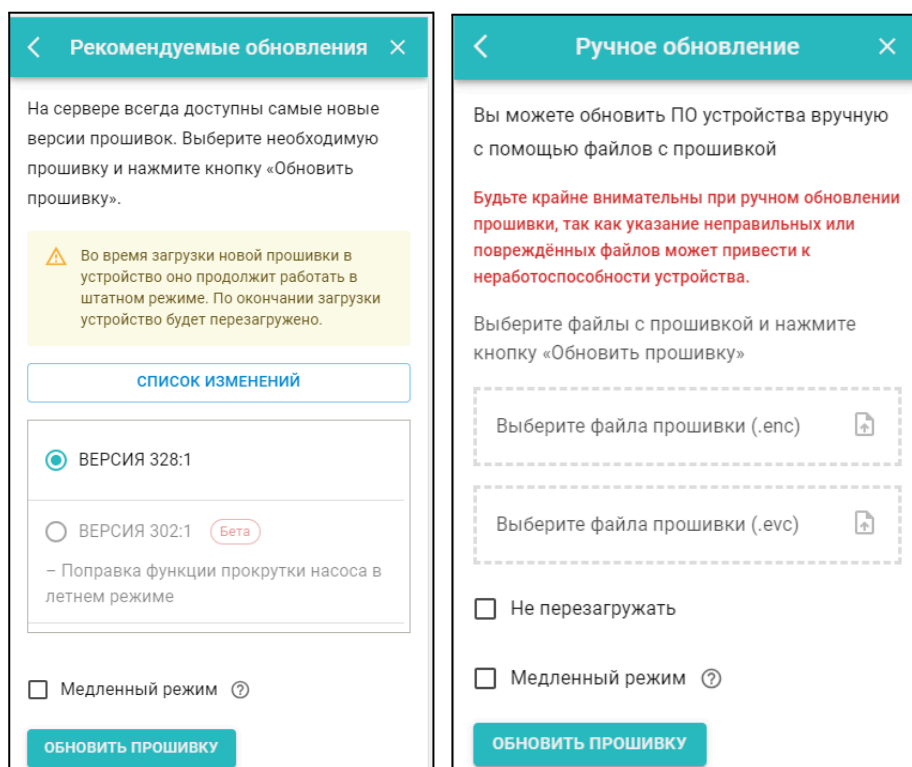 Рекомендуемые обновления
На сервере всегда доступны самые новые
версии прошивок. Выберите необходимую
прошивку и нажмите кнопку «Обновить
прошивку».
Во время загрузки новой прошивки в
устройство оно продолжит работать в
штатном режиме. По окончании загрузки
устройство будет перезагружено.
СПИСОК ИЗМЕНЕНИЙ
ВЕРСИЯ 328:1
ВЕРСИЯ 302:1 Бета
– Поправка функции прокрутки насоса в
летнем режиме
Медленный режим ?
ОБНОВИТЬ ПРОШИВКУ
Ручное обновление
Вы можете обновить ПО устройства вручную
с помощью файлов с прошивкой
Будьте крайне внимательны при ручном обновлении
прошивки, так как указание неправильных или
повреждённых файлов может привести к
неработоспособности устройства.
Выберите файлы с прошивкой и нажмите
кнопку «Обновить прошивку»
Выберите файла прошивки (.enc)
Выберите файла прошивки (.evc)
Не перезагружать
Медленный режим ?
ОБНОВИТЬ ПРОШИВКУ